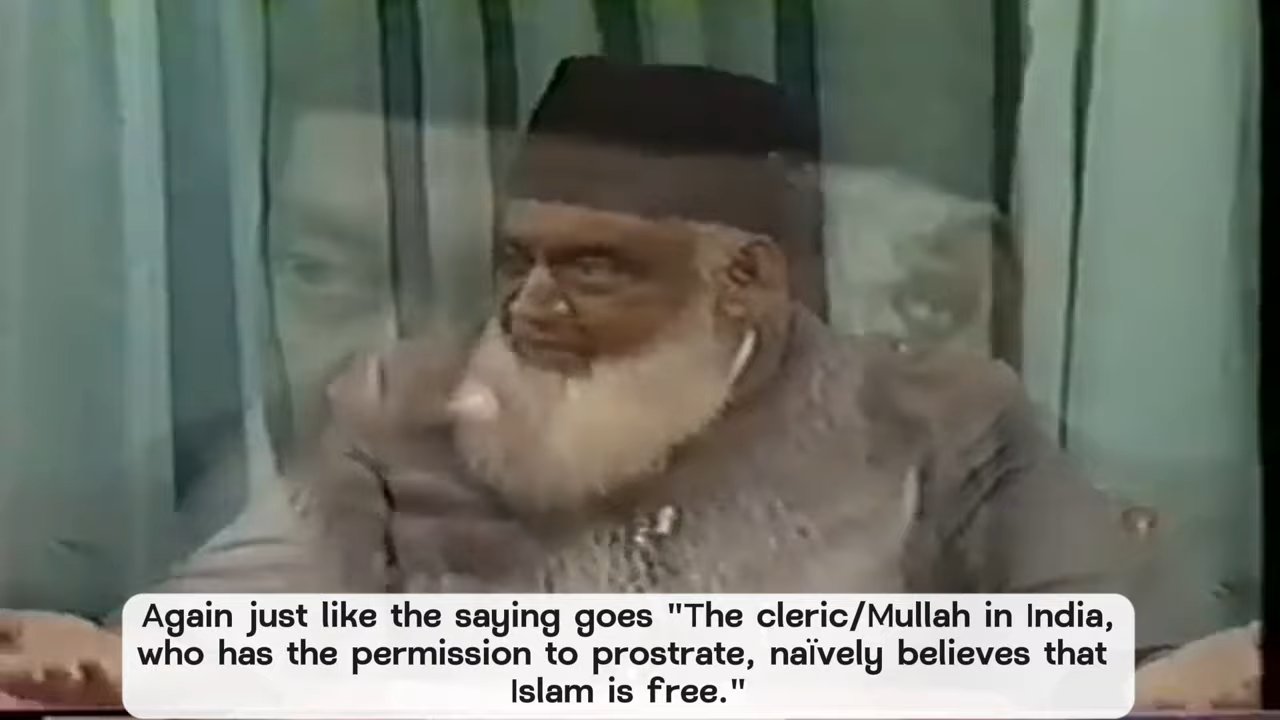 Again just like the saying goes "The cleric/Mullah in India,
who has the permission to prostrate, naïvely believes that
Islam is free."